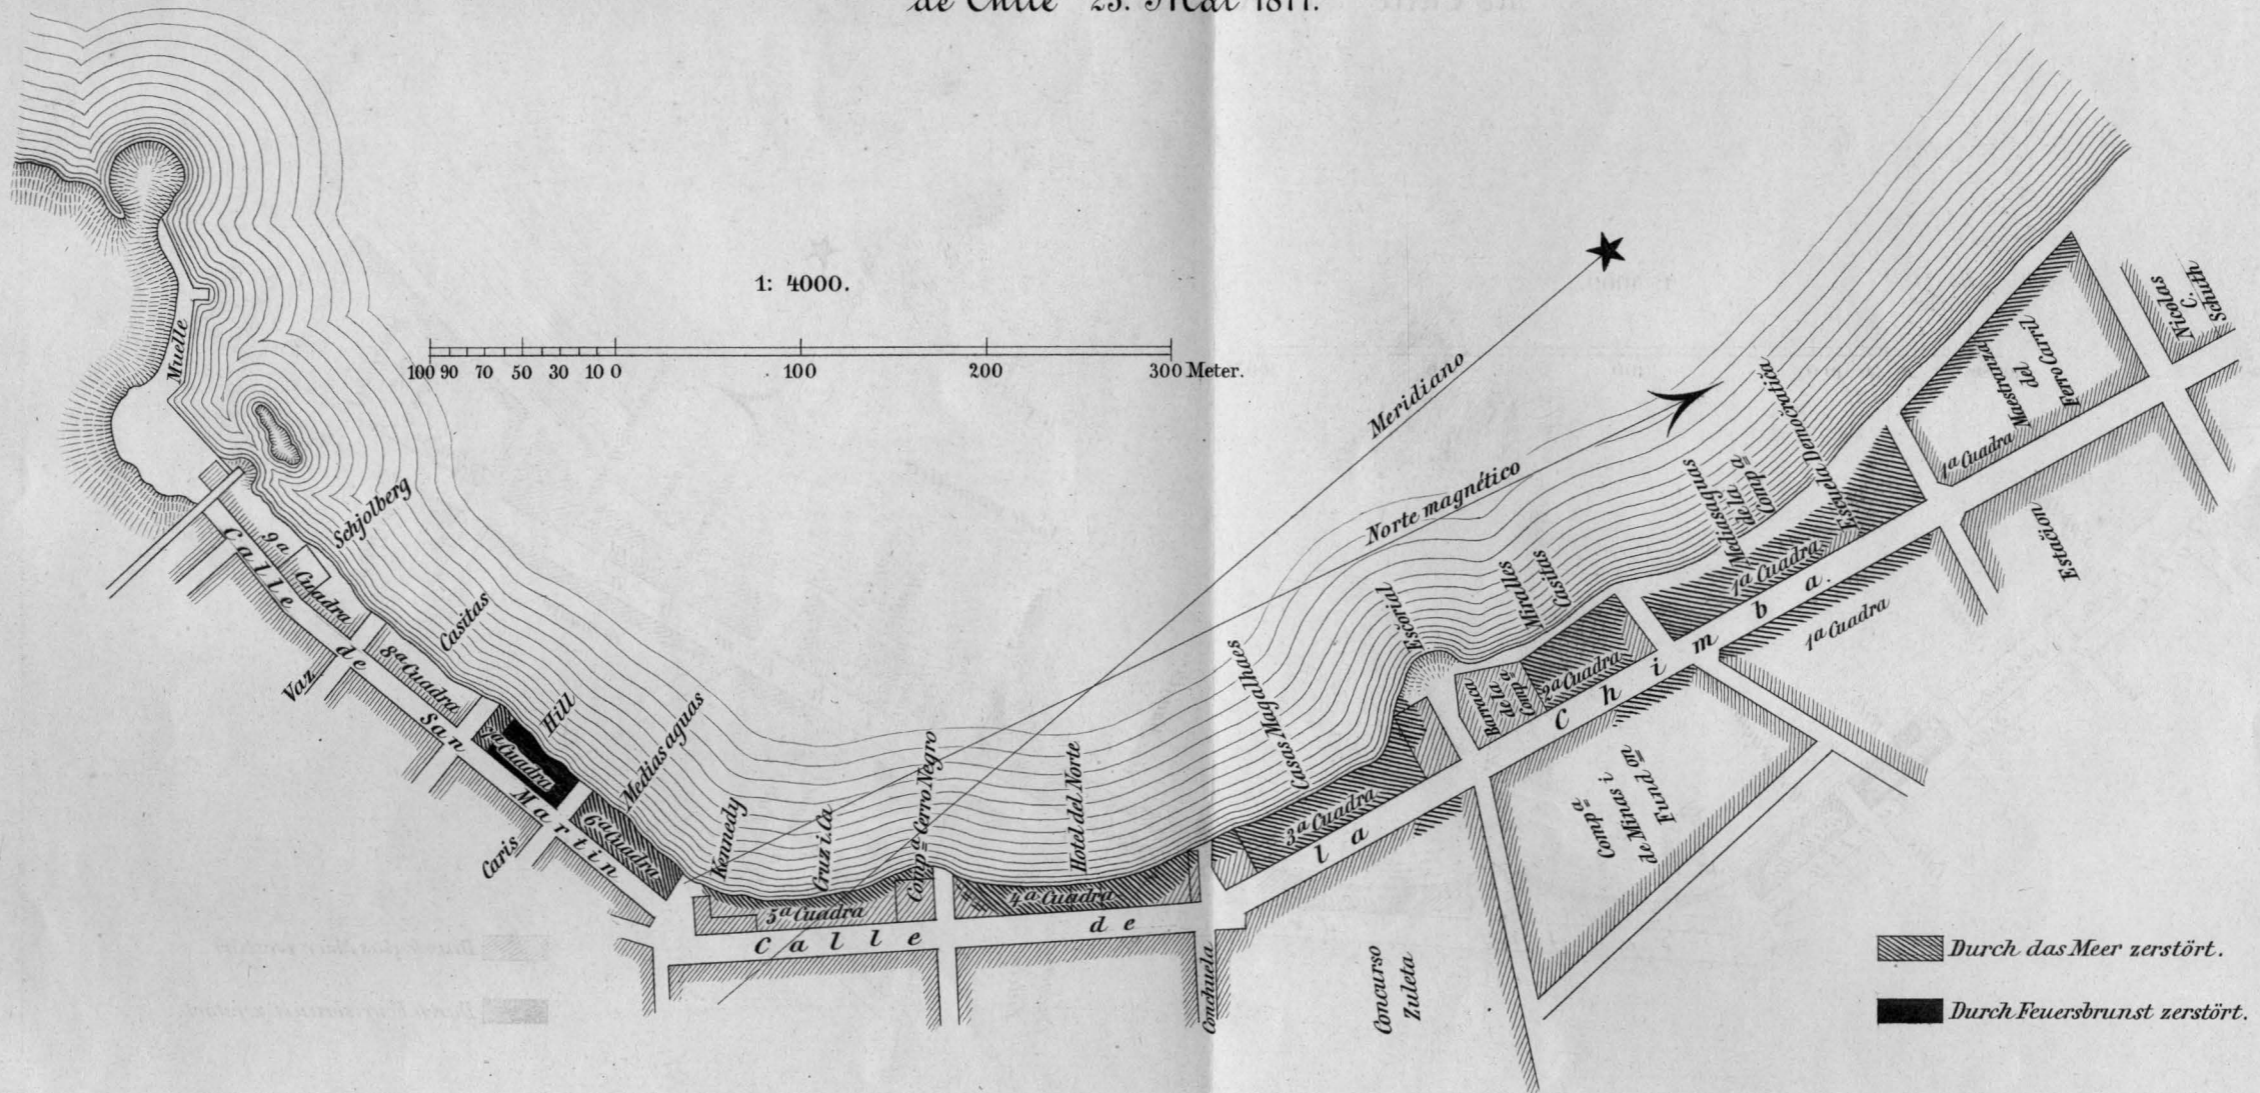 de Chile 23. Mai 1877.
1: 4000.
100 90 70 50 30 10 0 100 200 300 Meter.
Meridiano
Norte magnético
Muelle
Schjolberg
Casitas
Hill
Medias aguas
Kennedy
Cruz i. Ca
Compa. Cerro Negro
Hotel del Norte
Casas Magalhaes
Escorial
Miralles
Casitas
Mediasaguas
de la
Compa.
Escuela Democratica
Maestranza
del
Ferro Carril
Nicolas
C.
Schuth
9a Cuadra
8a Cuadra
7a Cuadra
6a Cuadra
5a Cuadra
4a Cuadra
3a Cuadra
Barraca
de la
Compa.
2a Cuadra
1a Cuadra
1a Cuadra
1a Cuadra
Calle de San Martin
Calle de la Chimba.
Vaz
Caris
Conchuela
Concurso
Zuleta
Compa.
de Minas i.
Fundon
Estacion
Durch das Meer zerstört.
Durch Feuersbrunst zerstört.